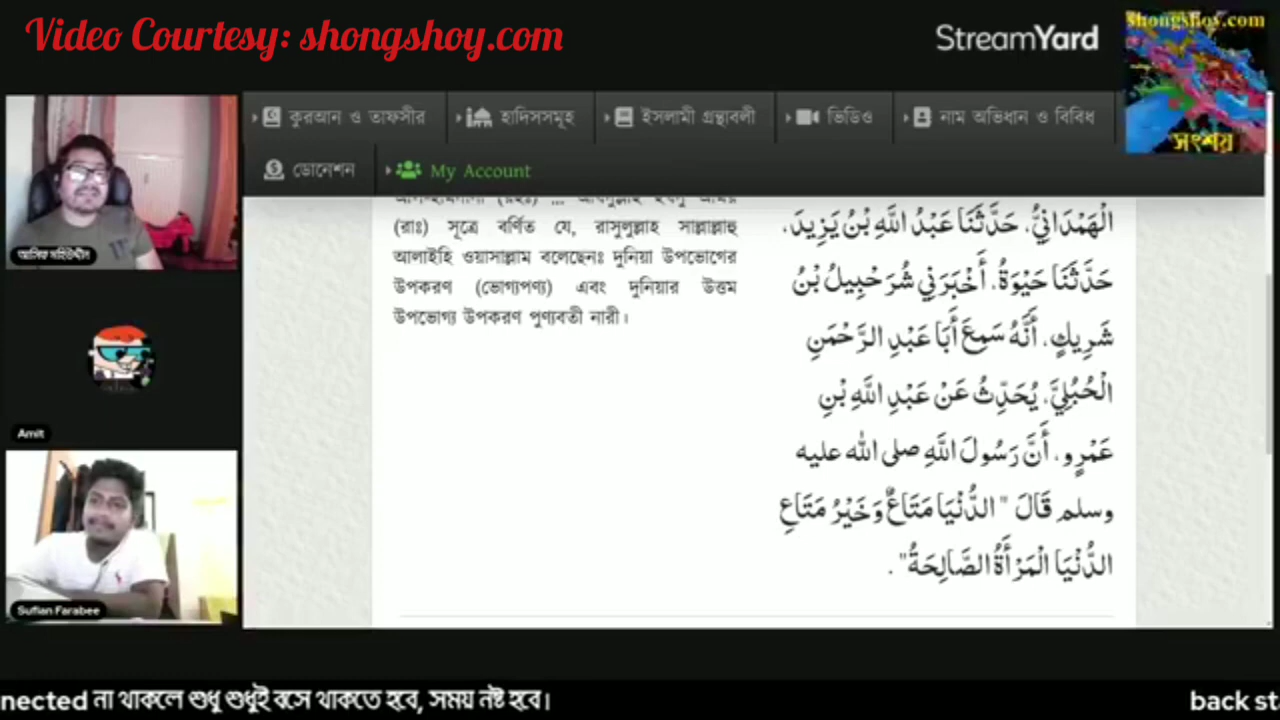 Video Courtesy: shongshoy.com
StreamYard
shongshoy.com
সংশয়
কুরআন ও তাফসীর
হাদিসসমূহ
ইসলামী গ্রন্থাবলী
ভিডিও
নাম অভিধান ও বিবিধ
ডোনেশন
My Account
আসিফ মহিউদ্দীন
Amit
Sufian Farabee
(রাঃ) সূত্রে বর্ণিত যে, রাসুলুল্লাহ সাল্লাল্লাহু
আলাইহি ওয়াসাল্লাম বলেছেনঃ দুনিয়া উপভোগের
উপকরণ (ভোগ্যপণ্য) এবং দুনিয়ার উত্তম
উপভোগ্য উপকরণ পুণ্যবতী নারী।
الْهَمْدَانِيُّ، حَدَّثَنَا عَبْدُ اللَّهِ بْنُ يَزِيدَ،
حَدَّثَنَا حَيْوَةُ، أَخْبَرَنِي شُرَحْبِيلُ بْنُ
شَرِيكٍ، أَنَّهُ سَمِعَ أَبَا عَبْدِ الرَّحْمَنِ
الْحُبُلِيَّ، يُحَدِّثُ عَنْ عَبْدِ اللَّهِ بْنِ
عَمْرٍو، أَنَّ رَسُولَ اللَّهِ صلى الله عليه
وسلم قَالَ " الدُّنْيَا مَتَاعٌ وَخَيْرُ مَتَاعِ
الدُّنْيَا الْمَرْأَةُ الصَّالِحَةُ" .
nected না থাকলে শুধু শুধুই বসে থাকতে হবে, সময় নষ্ট হবে।
back st